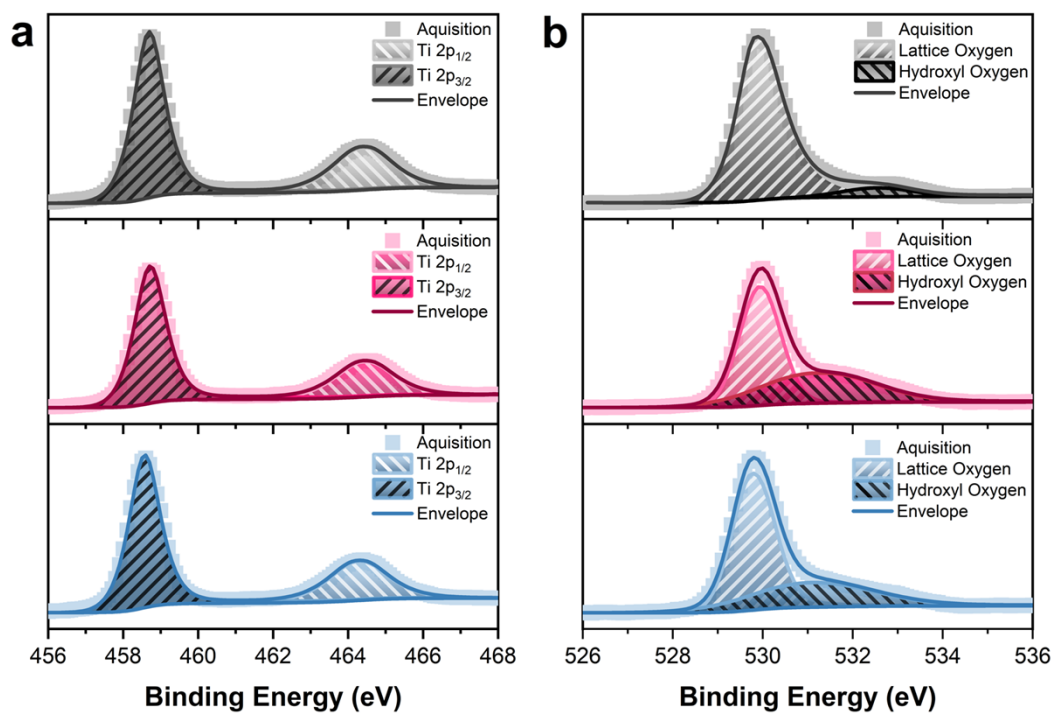 a
Aquisition
Ti 2p1/2
Ti 2p3/2
Envelope
Aquisition
Ti 2p1/2
Ti 2p3/2
Envelope
Aquisition
Ti 2p1/2
Ti 2p3/2
Envelope
456 458 460 462 464 466 468
Binding Energy (eV)
b
Aquisition
Lattice Oxygen
Hydroxyl Oxygen
Envelope
Aquisition
Lattice Oxygen
Hydroxyl Oxygen
Envelope
Aquisition
Lattice Oxygen
Hydroxyl Oxygen
Envelope
526 528 530 532 534 536
Binding Energy (eV)